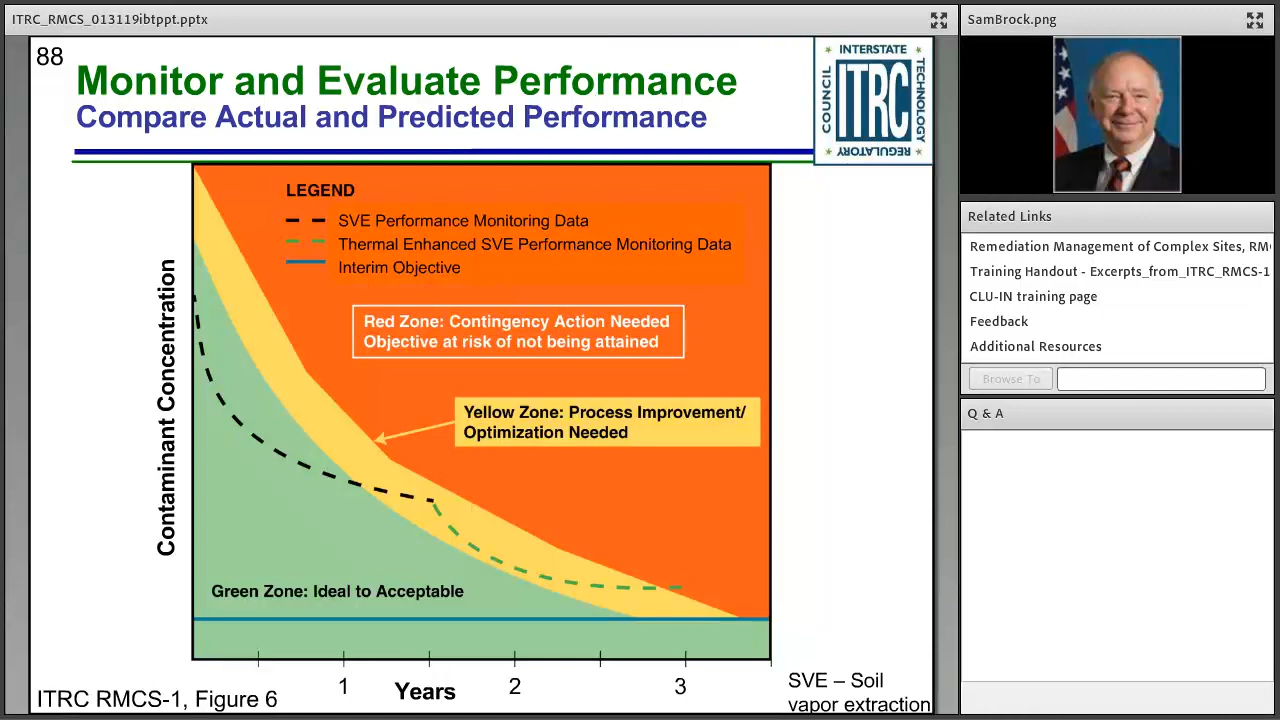 ITRC_RMCS_013119ibtppt.pptx
88
Monitor and Evaluate Performance
Compare Actual and Predicted Performance
INTERSTATE
COUNCIL
ITRC
TECHNOLOGY
REGULATORY
LEGEND
SVE Performance Monitoring Data
Thermal Enhanced SVE Performance Monitoring Data
Interim Objective
Red Zone: Contingency Action Needed
Objective at risk of not being attained
Yellow Zone: Process Improvement/
Optimization Needed
Contaminant Concentration
Green Zone: Ideal to Acceptable
1
Years
2
3
ITRC RMCS-1, Figure 6
SVE – Soil
vapor extraction
SamBrock.png
Related Links
Remediation Management of Complex Sites, RM
Training Handout - Excerpts_from_ITRC_RMCS-1
CLU-IN training page
Feedback
Additional Resources
Browse To
Q & A